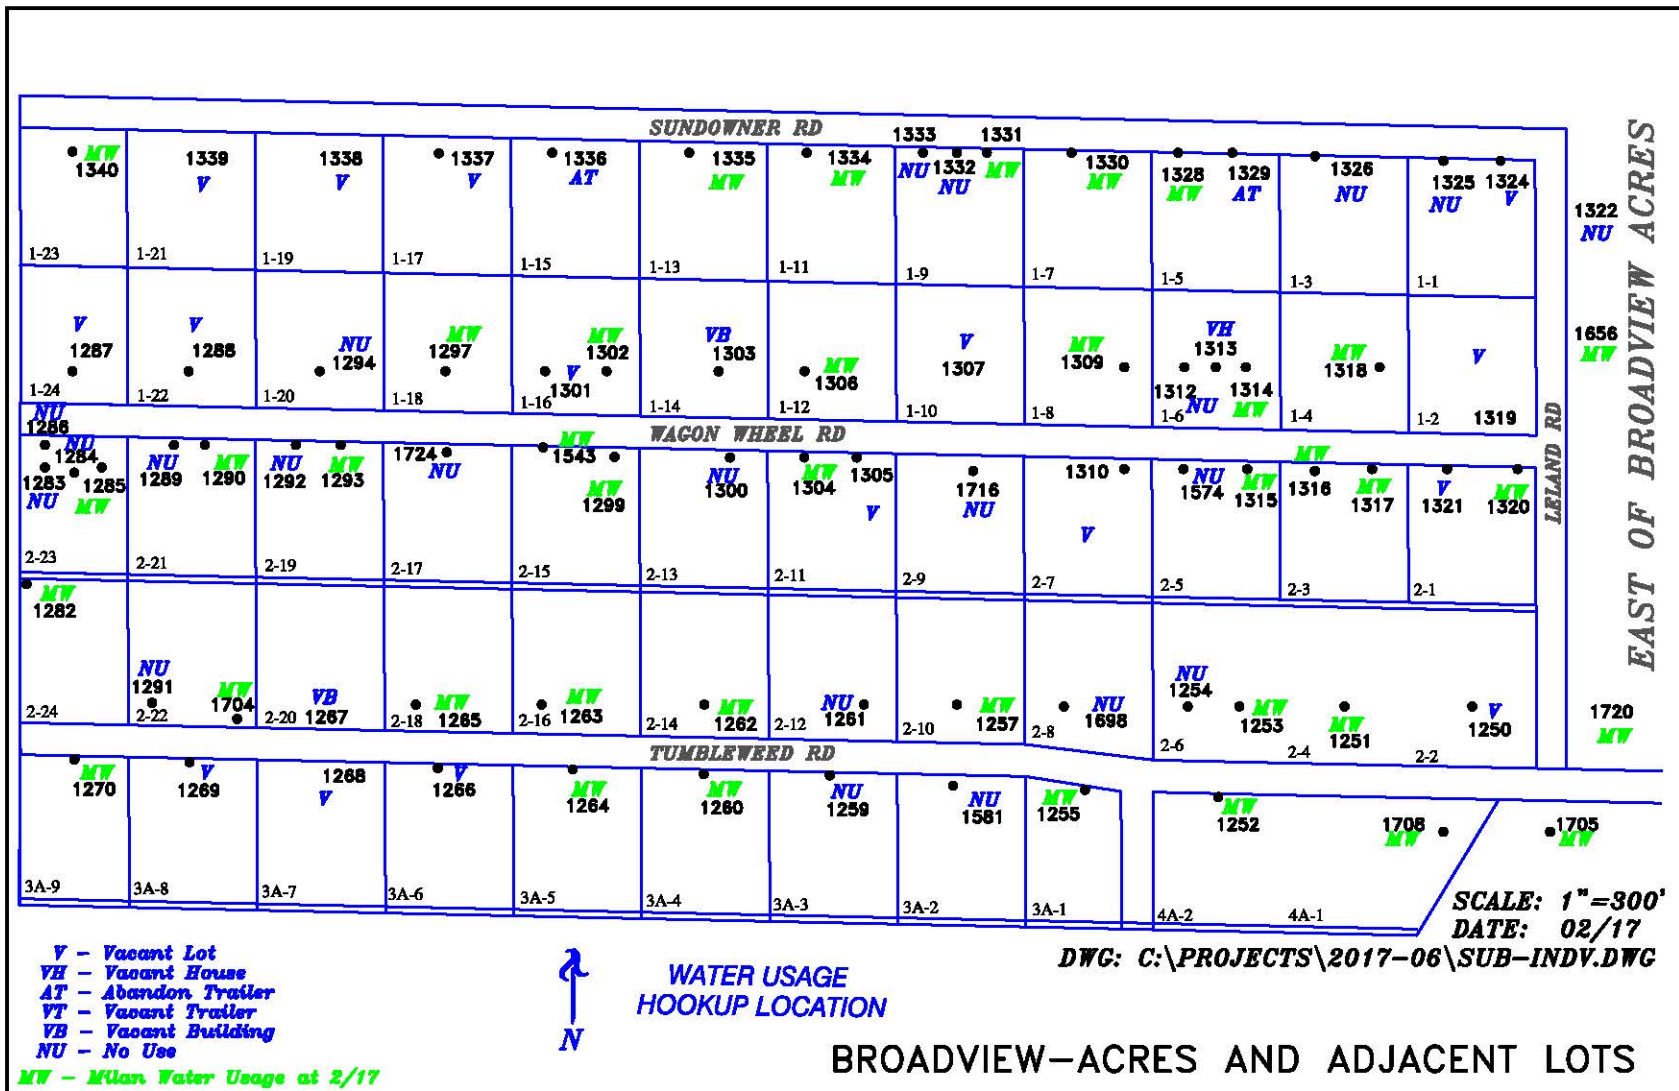 SUNDOWNER RD
1333 1331
MW 1340
1339 V
1338 V
1337 V
1336 AT
1335 MW
1334 MW
NU 1332 NU MW
1330 MW
1328 MW
1329 AT
1326 NU
1325 NU
1324 V
1322 NU
1-23 1-21 1-19 1-17 1-15 1-13 1-11 1-9 1-7 1-5 1-3 1-1
V 1287
V 1288
NU 1294
MW 1297
V 1301
MW 1302
VB 1303
MW 1306
V 1307
MW 1309
1312 NU
VH 1313
1314 MW
MW 1318
V 1319
1656 MW
1-24 1-22 1-20 1-18 1-16 1-14 1-12 1-10 1-8 1-6 1-4 1-2
WAGON WHEEL RD
LELAND RD
EAST OF BROADVIEW ACRES
NU 1286
NU 1284
1283 NU
1285 MW
NU 1289
MW 1290
NU 1292
MW 1293
1724 NU
MW 1543
MW 1299
NU 1300
MW 1304
1305 V
1716 NU
1310 V
NU 1574
MW 1315
MW 1316
MW 1317
V 1321
MW 1320
2-23 2-21 2-19 2-17 2-15 2-13 2-11 2-9 2-7 2-5 2-3 2-1
MW 1282
NU 1291
MW 1704
VB 1267
MW 1265
MW 1263
MW 1262
NU 1261
MW 1257
NU 1698
NU 1254
MW 1253
MW 1251
V 1250
1720 MW
2-24 2-22 2-20 2-18 2-16 2-14 2-12 2-10 2-8 2-6 2-4 2-2
TUMBLEWEED RD
MW 1270
V 1269
1268 V
V 1266
MW 1264
MW 1260
NU 1259
NU 1581
MW 1255
MW 1252
1708 MW
1705 MW
3A-9 3A-8 3A-7 3A-6 3A-5 3A-4 3A-3 3A-2 3A-1 4A-2 4A-1
SCALE: 1"=300'
DATE: 02/17
DWG: C:\PROJECTS\2017-06\SUB-INDV.DWG
V - Vacant Lot
VH - Vacant House
AT - Abandon Trailer
VT - Vacant Trailer
VB - Vacant Building
NU - No Use
MW - Milan Water Usage at 2/17
N
WATER USAGE
HOOKUP LOCATION
BROADVIEW-ACRES AND ADJACENT LOTS